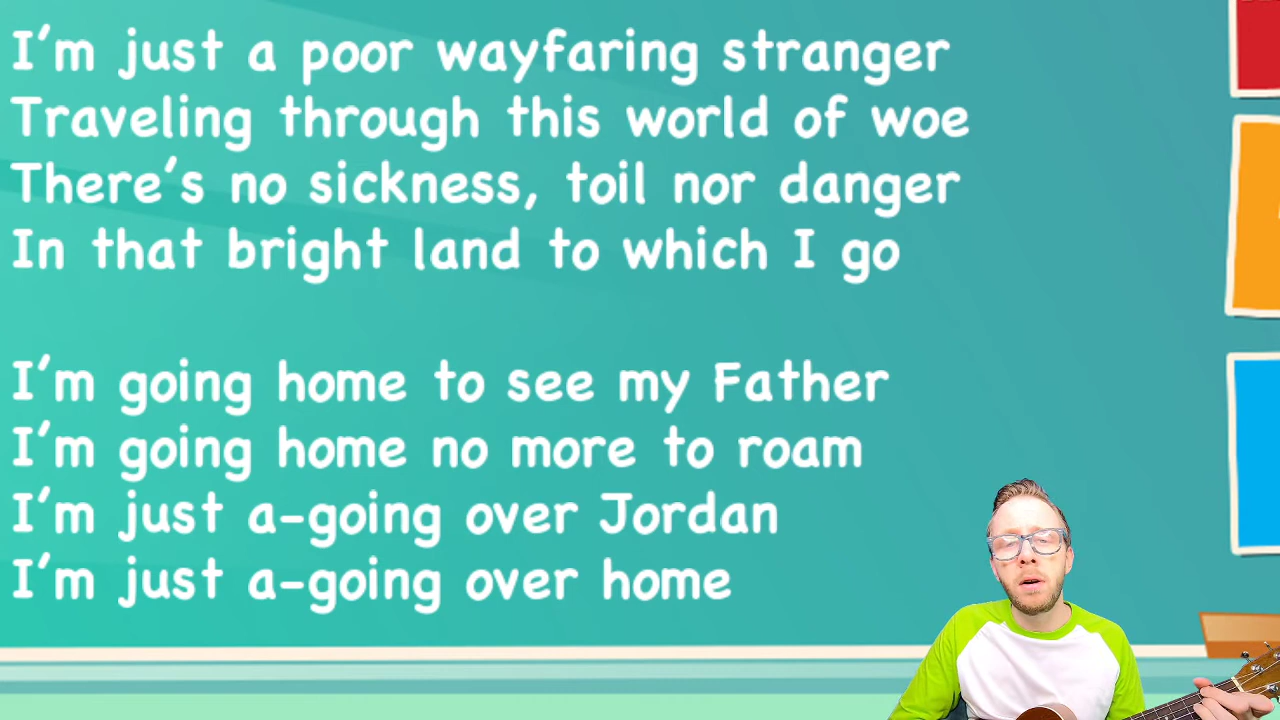 I'm just a poor wayfaring stranger
Traveling through this world of woe
There's no sickness, toil nor danger
In that bright land to which I go
I'm going home to see my Father
I'm going home no more to roam
I'm just a-going over Jordan
I'm just a-going over home